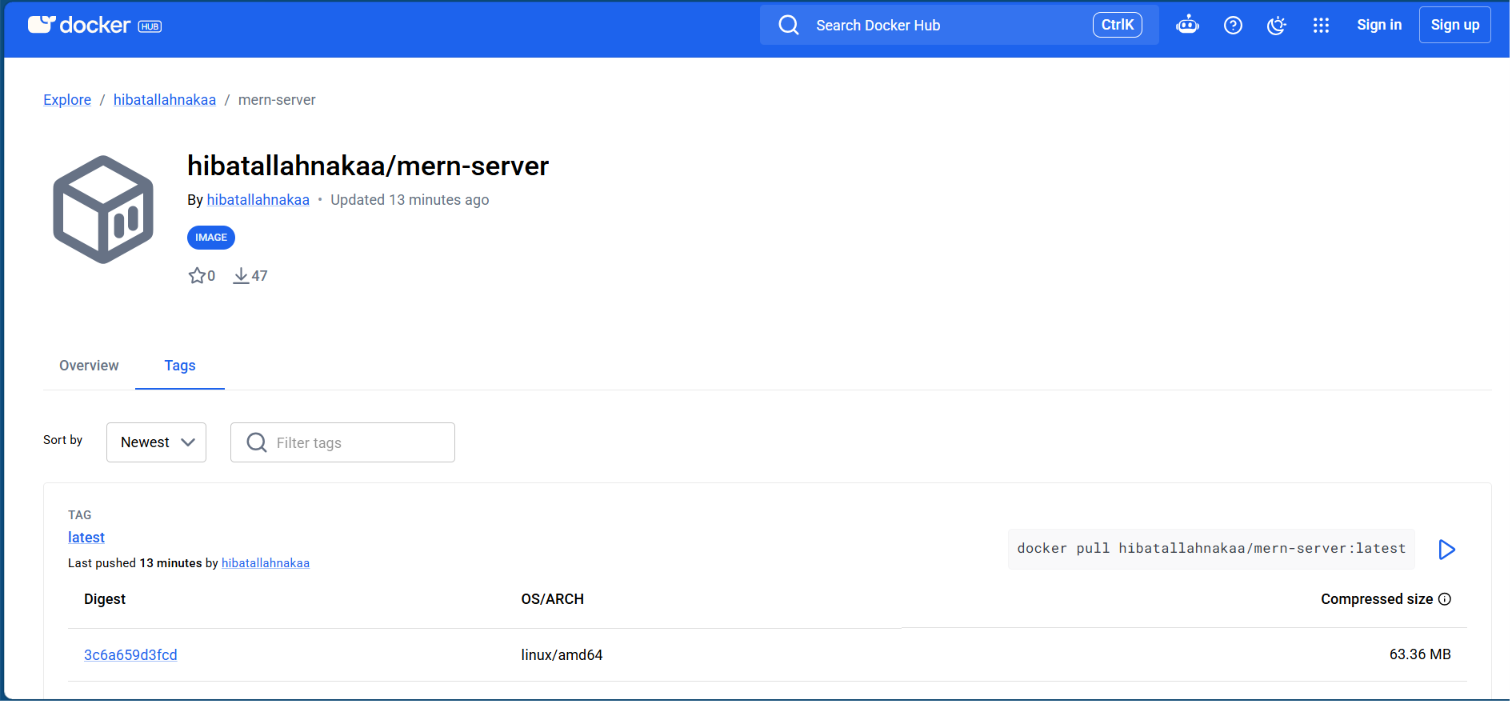 docker HUB Search Docker Hub CtrlK Sign in Sign up
Explore / hibatallahnakaa / mern-server
hibatallahnakaa/mern-server
By hibatallahnakaa • Updated 13 minutes ago
IMAGE
0 47
Overview Tags
Sort by Newest Filter tags
TAG
latest
docker pull hibatallahnakaa/mern-server:latest
Last pushed 13 minutes by hibatallahnakaa
Digest OS/ARCH Compressed size
3c6a659d3fcd linux/amd64 63.36 MB